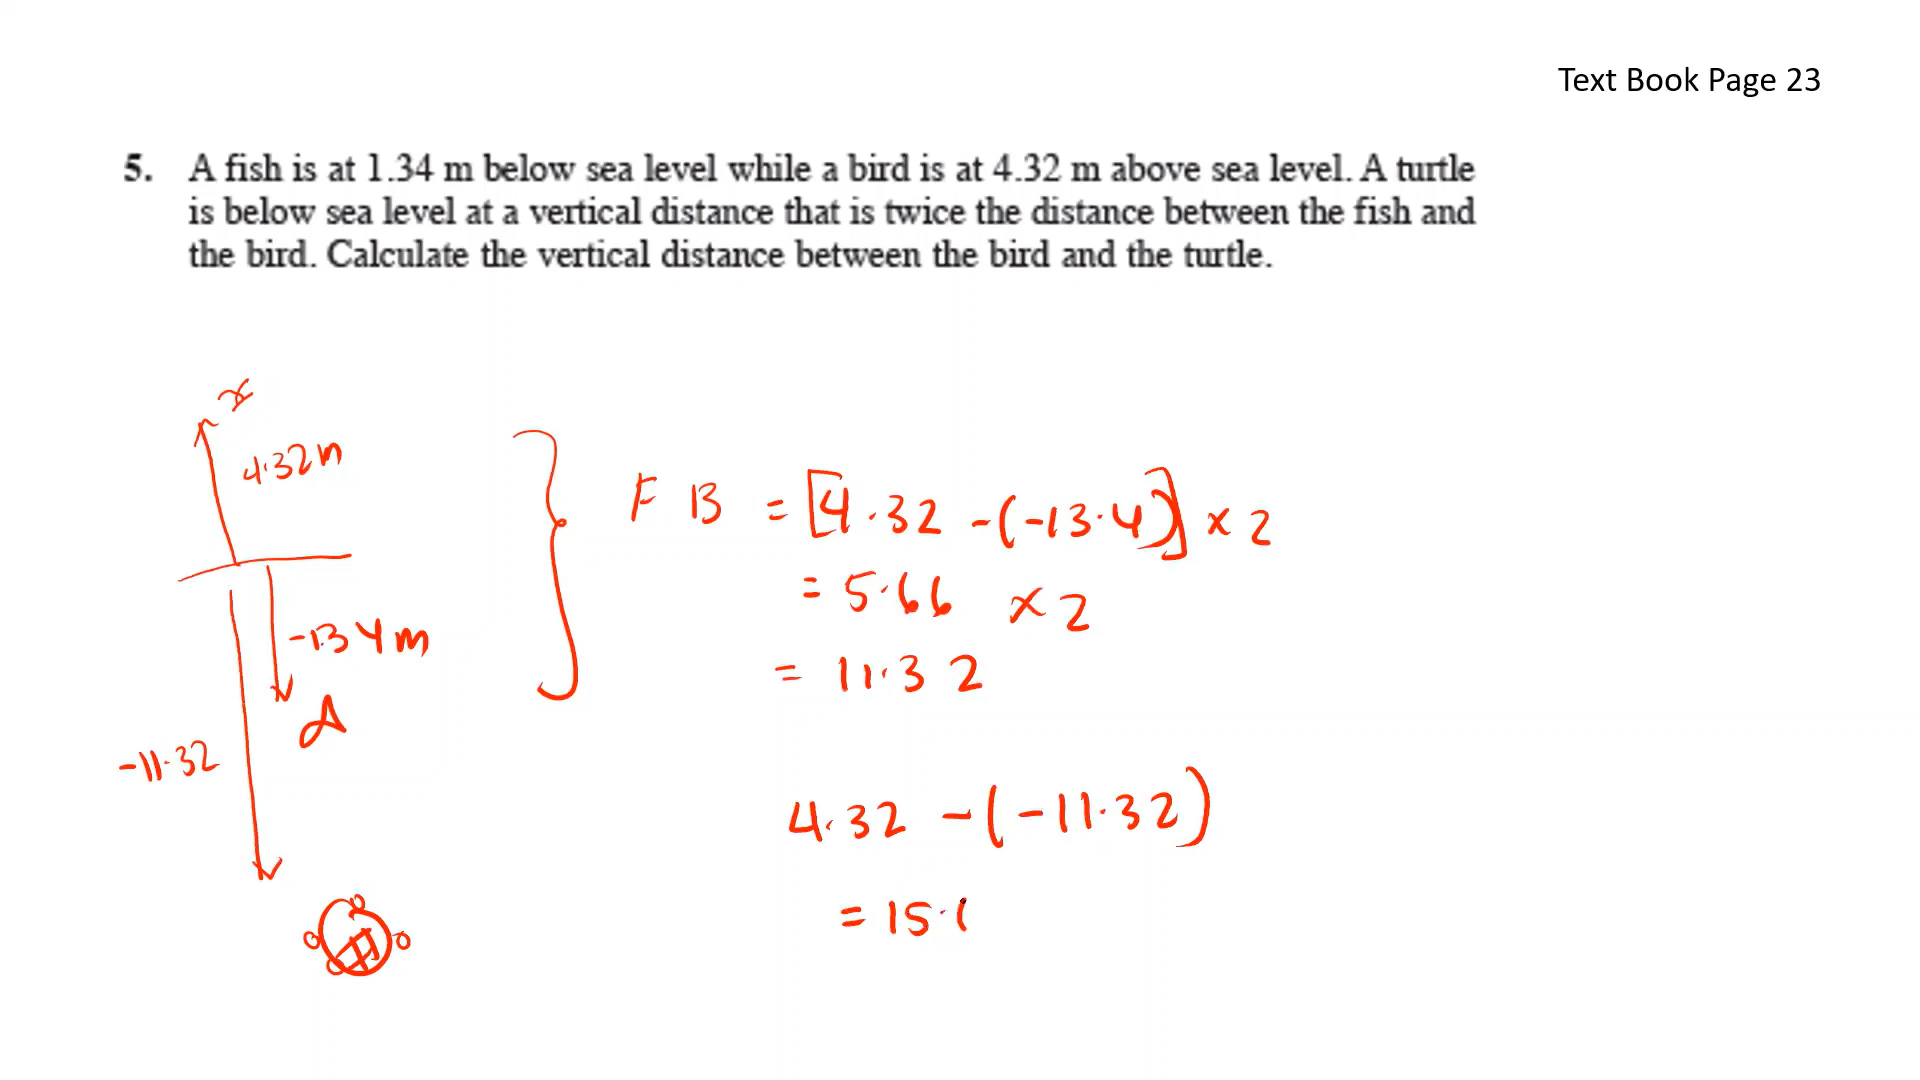 Text Book Page 23
5. A fish is at 1.34 m below sea level while a bird is at 4.32 m above sea level. A turtle
is below sea level at a vertical distance that is twice the distance between the fish and
the bird. Calculate the vertical distance between the bird and the turtle.
4.32 m
-1.34 m
-11.32
F B = [4.32 -(-13.4)] × 2
= 5.66 × 2
= 11.32
4.32 -(-11.32)
= 15.